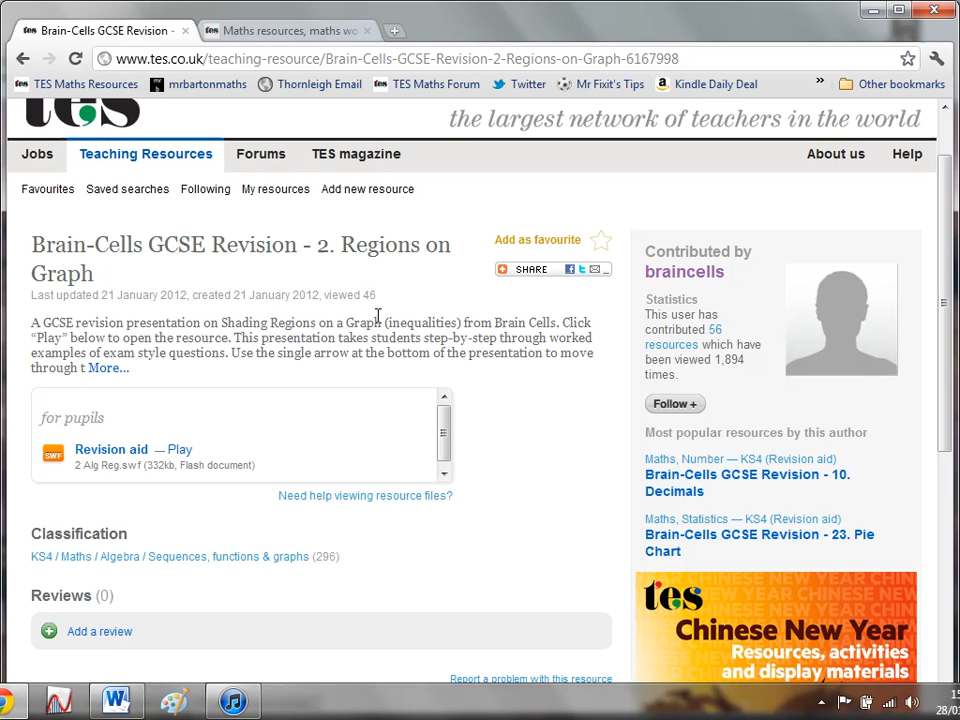 Brain-Cells GCSE Revision -
Maths resources, maths wo
www.tes.co.uk/teaching-resource/Brain-Cells-GCSE-Revision-2-Regions-on-Graph-6167998
tes TES Maths Resources
mrbartonmaths
Thornleigh Email
tes TES Maths Forum
Twitter
Mr Fixit's Tips
Kindle Daily Deal
»
Other bookmarks
tes
the largest network of teachers in the world
Jobs Teaching Resources Forums TES magazine About us Help
Favourites Saved searches Following My resources Add new resource
Brain-Cells GCSE Revision - 2. Regions on
Graph
Last updated 21 January 2012, created 21 January 2012, viewed 46
A GCSE revision presentation on Shading Regions on a Graph (inequalities) from Brain Cells. Click
“Play” below to open the resource. This presentation takes students step-by-step through worked
examples of exam style questions. Use the single arrow at the bottom of the presentation to move
through t More...
Add as favourite
SHARE
for pupils
SWF
Revision aid — Play
2 Alg Reg.swf (332kb, Flash document)
Need help viewing resource files?
Classification
KS4 / Maths / Algebra / Sequences, functions & graphs (296)
Reviews (0)
Add a review
Report a problem with this resource
Contributed by
braincells
Statistics
This user has
contributed 56
resources which have
been viewed 1,894
times.
Follow +
Most popular resources by this author
Maths, Number — KS4 (Revision aid)
Brain-Cells GCSE Revision - 10.
Decimals
Maths, Statistics — KS4 (Revision aid)
Brain-Cells GCSE Revision - 23. Pie
Chart
tes
Chinese New Year
Resources, activities
and display materials
28/01